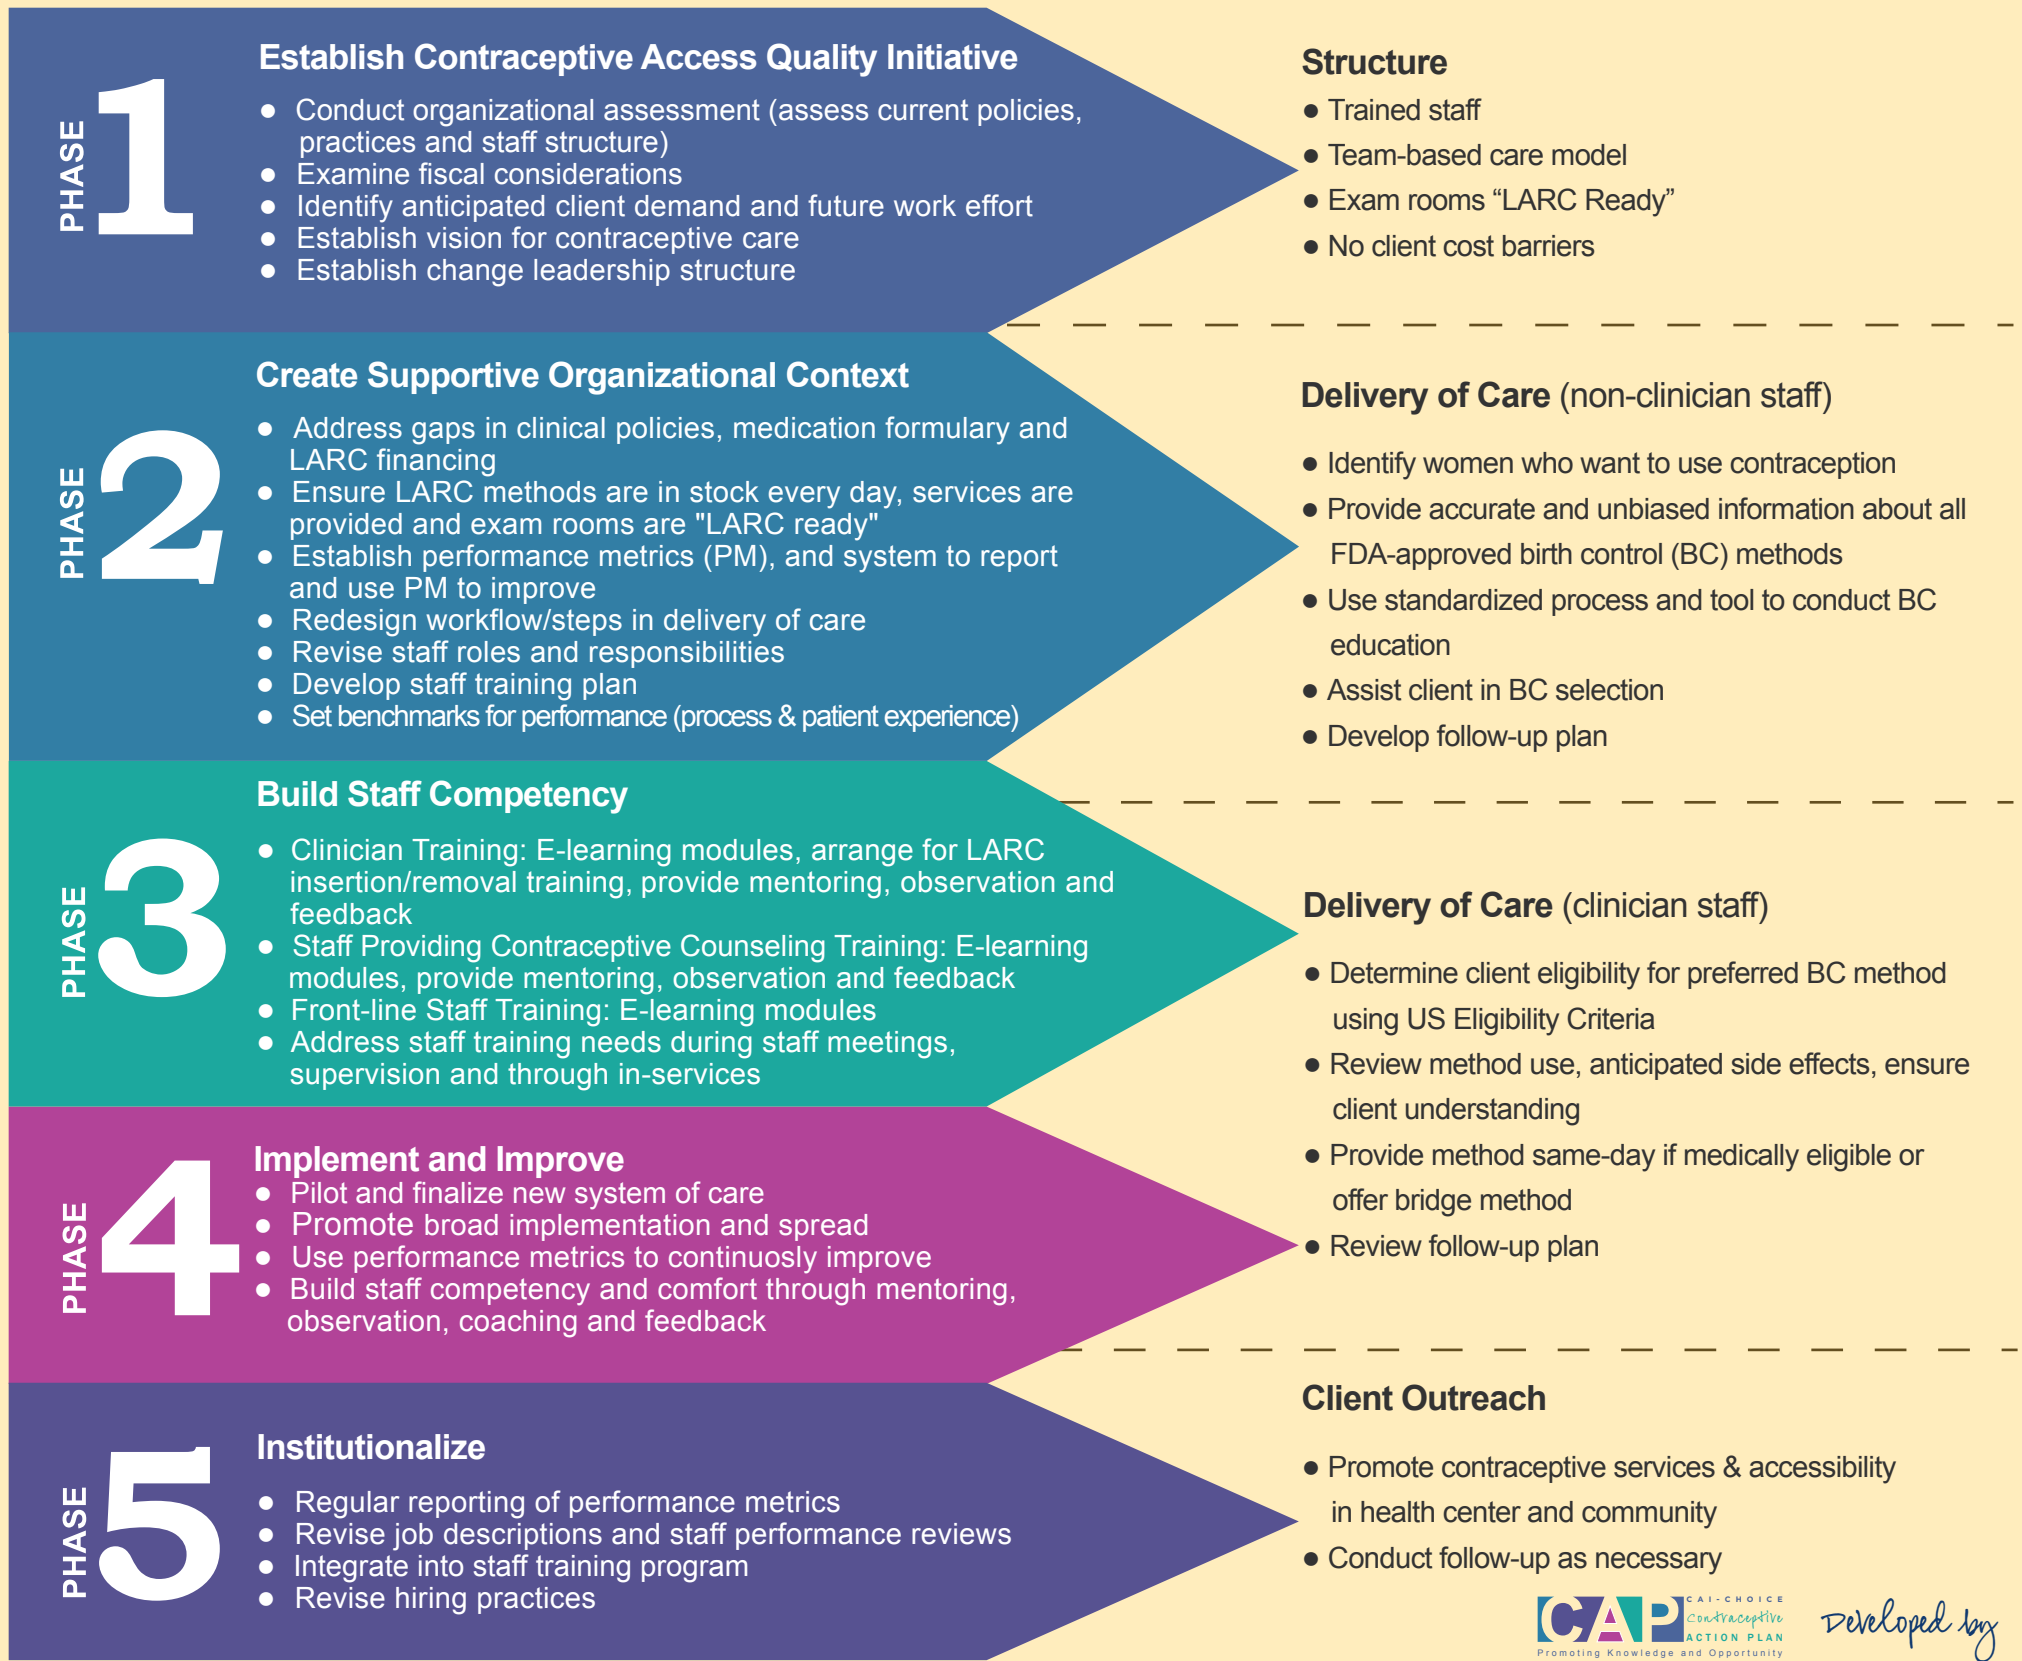 PHASE 1
Establish Contraceptive Access Quality Initiative
● Conduct organizational assessment (assess current policies,
practices and staff structure)
● Examine fiscal considerations
● Identify anticipated client demand and future work effort
● Establish vision for contraceptive care
● Establish change leadership structure
Structure
● Trained staff
● Team-based care model
● Exam rooms “LARC Ready”
● No client cost barriers
PHASE 2
Create Supportive Organizational Context
● Address gaps in clinical policies, medication formulary and
LARC financing
● Ensure LARC methods are in stock every day, services are
provided and exam rooms are "LARC ready"
● Establish performance metrics (PM), and system to report
and use PM to improve
● Redesign workflow/steps in delivery of care
● Revise staff roles and responsibilities
● Develop staff training plan
● Set benchmarks for performance (process & patient experience)
Delivery of Care (non-clinician staff)
● Identify women who want to use contraception
● Provide accurate and unbiased information about all
FDA-approved birth control (BC) methods
● Use standardized process and tool to conduct BC
education
● Assist client in BC selection
● Develop follow-up plan
PHASE 3
Build Staff Competency
● Clinician Training: E-learning modules, arrange for LARC
insertion/removal training, provide mentoring, observation and
feedback
● Staff Providing Contraceptive Counseling Training: E-learning
modules, provide mentoring, observation and feedback
● Front-line Staff Training: E-learning modules
● Address staff training needs during staff meetings,
supervision and through in-services
Delivery of Care (clinician staff)
● Determine client eligibility for preferred BC method
using US Eligibility Criteria
● Review method use, anticipated side effects, ensure
client understanding
● Provide method same-day if medically eligible or
offer bridge method
● Review follow-up plan
PHASE 4
Implement and Improve
● Pilot and finalize new system of care
● Promote broad implementation and spread
● Use performance metrics to continuosly improve
● Build staff competency and comfort through mentoring,
observation, coaching and feedback
PHASE 5
Institutionalize
● Regular reporting of performance metrics
● Revise job descriptions and staff performance reviews
● Integrate into staff training program
● Revise hiring practices
Client Outreach
● Promote contraceptive services & accessibility
in health center and community
● Conduct follow-up as necessary
CAP
CAI-CHOICE
Contraceptive
ACTION PLAN
Promoting Knowledge and Opportunity
Developed by